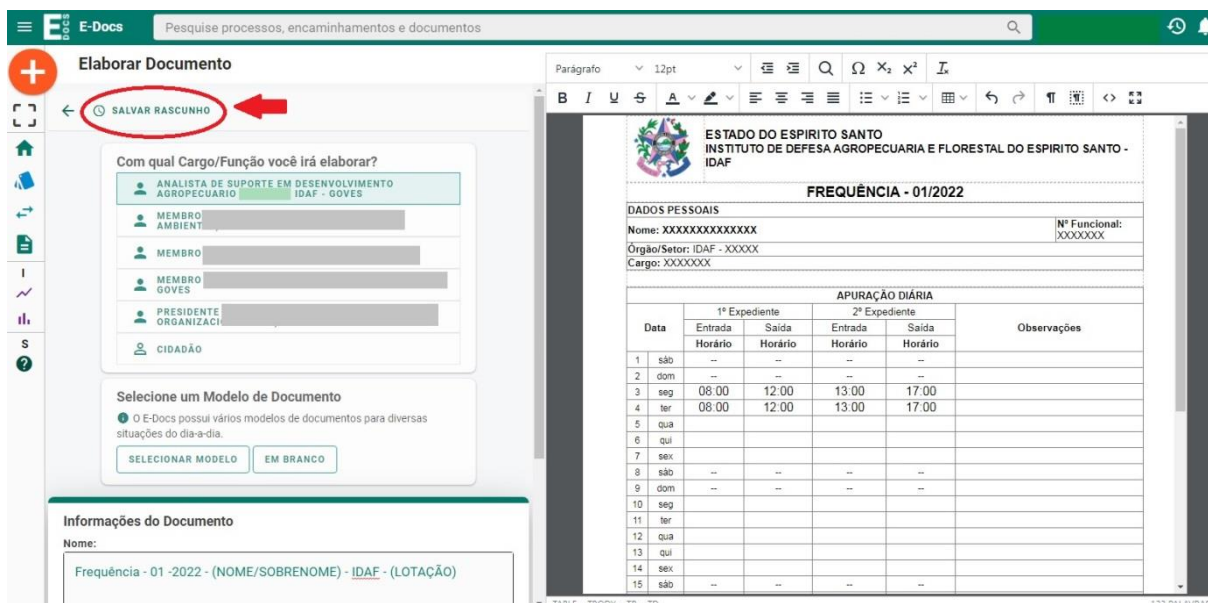 E-Docs
Pesquise processos, encaminhamentos e documentos
Elaborar Documento
SALVAR RASCUNHO
Com qual Cargo/Função você irá elaborar?
ANALISTA DE SUPORTE EM DESENVOLVIMENTO
AGROPECUARIO IDAF - GOVES
MEMBRO
AMBIENT
MEMBRO
MEMBRO
GOVES
PRESIDENTE
ORGANIZACI
CIDADÃO
Selecione um Modelo de Documento
O E-Docs possui vários modelos de documentos para diversas
situações do dia-a-dia.
SELECIONAR MODELO EM BRANCO
Informações do Documento
Nome:
Frequência - 01 -2022 - (NOME/SOBRENOME) - IDAF - (LOTAÇÃO)
I
S
Parágrafo 12pt
B I U S A
ESTADO DO ESPIRITO SANTO
INSTITUTO DE DEFESA AGROPECUARIA E FLORESTAL DO ESPIRITO SANTO -
IDAF
FREQUÊNCIA - 01/2022
DADOS PESSOAIS
Nome: XXXXXXXXXXXXXX
Nº Funcional:
XXXXXXX
Órgão/Setor: IDAF - XXXXX
Cargo: XXXXXXX
APURAÇÃO DIÁRIA
Data 1º Expediente 2º Expediente Observações
Entrada Saída Entrada Saída
Horário Horário Horário Horário
1 sáb -- -- -- --
2 dom -- -- -- --
3 seg 08:00 12:00 13:00 17:00
4 ter 08:00 12:00 13:00 17:00
5 qua
6 qui
7 sex
8 sáb -- -- -- --
9 dom -- -- -- --
10 seg
11 ter
12 qua
13 qui
14 sex
15 sáb -- -- -- --